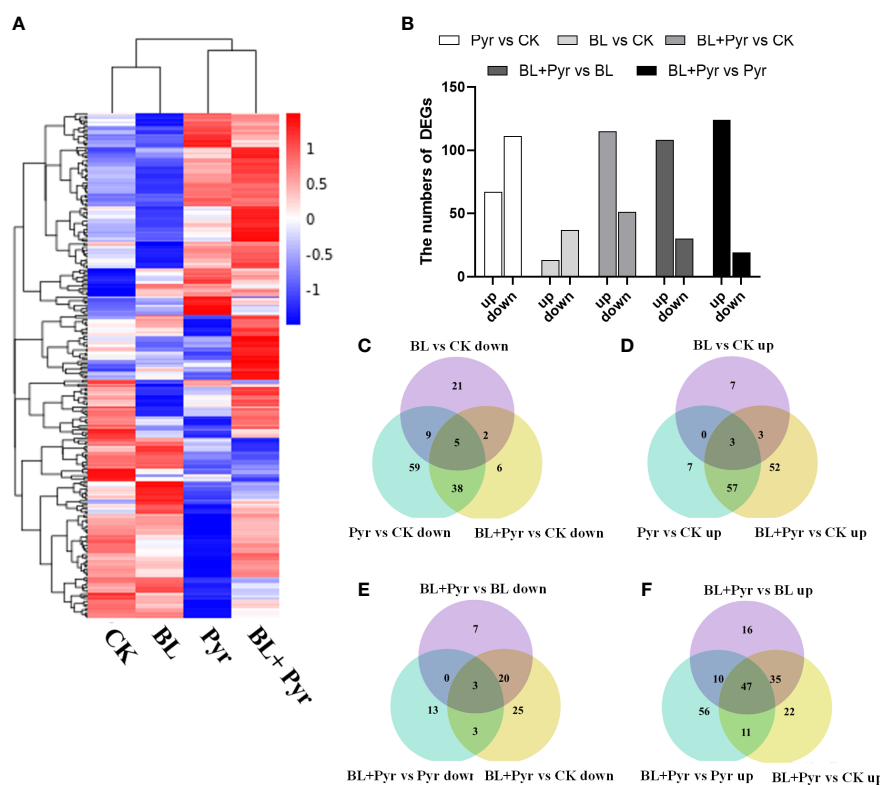 A
1
0.5
0
-0.5
-1
CK
BL
Pyr
BL+ Pyr
B
Pyr vs CK
BL vs CK
BL+Pyr vs CK
BL+Pyr vs BL
BL+Pyr vs Pyr
The numbers of DEGs
150
100
50
0
up
down
up
down
up
down
up
down
up
down
C
BL vs CK down
21
9
5
2
59
6
38
Pyr vs CK down
BL+Pyr vs CK down
D
BL vs CK up
7
0
3
3
7
52
57
Pyr vs CK up
BL+Pyr vs CK up
E
BL+Pyr vs BL down
7
0
3
20
13
25
3
BL+Pyr vs Pyr down
BL+Pyr vs CK down
F
BL+Pyr vs BL up
16
10
47
35
56
22
11
BL+Pyr vs Pyr up
BL+Pyr vs CK up